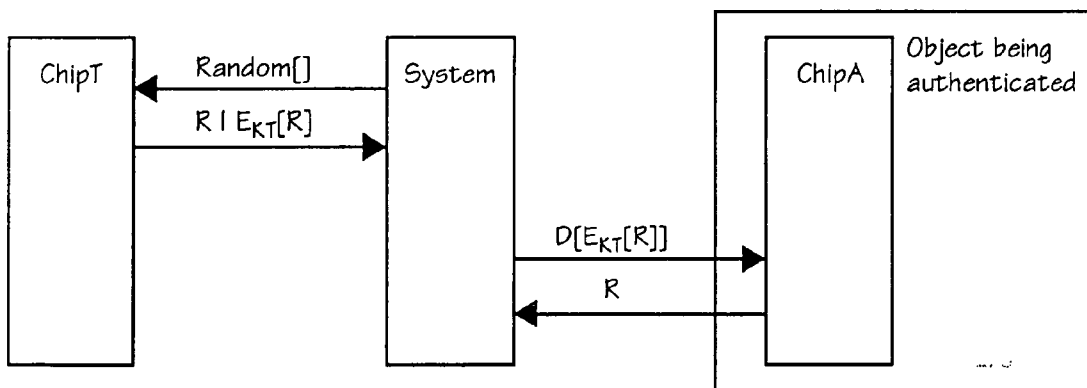 ChipT
Random[]
System
ChipA
Object being
authenticated
R | E_KT[R]
D[E_KT[R]]
R